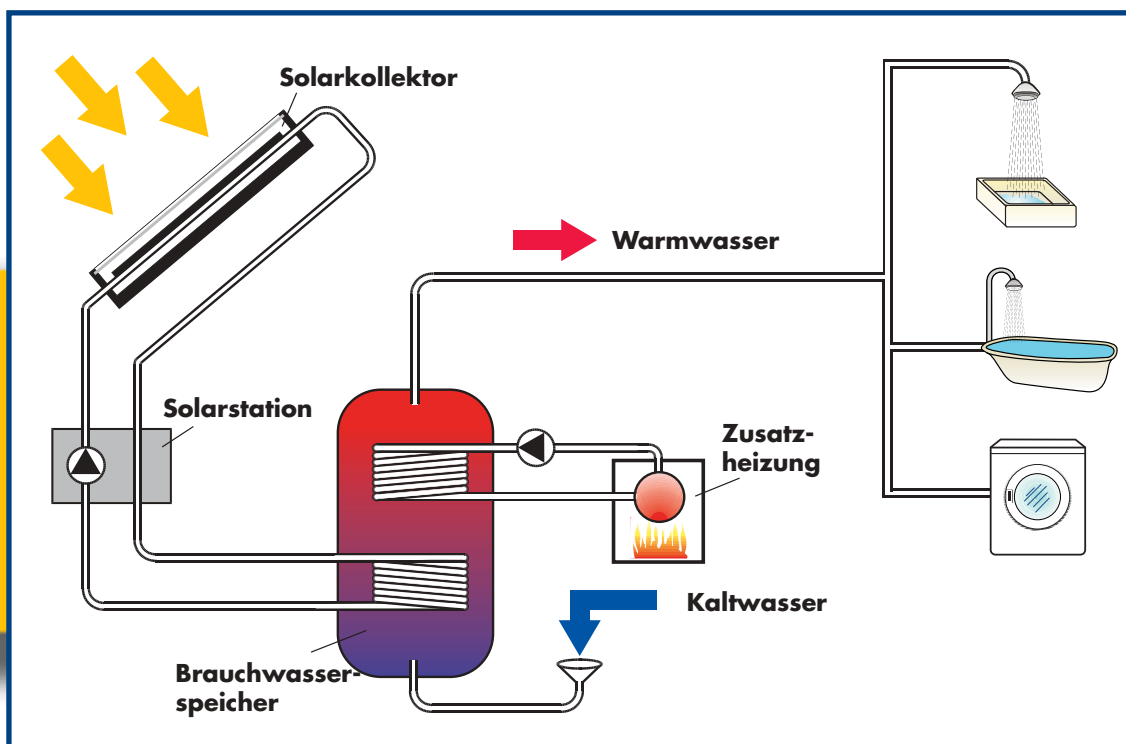 Solarkollektor
Warmwasser
Solarstation
Zusatz-
heizung
Kaltwasser
Brauchwasser-
speicher